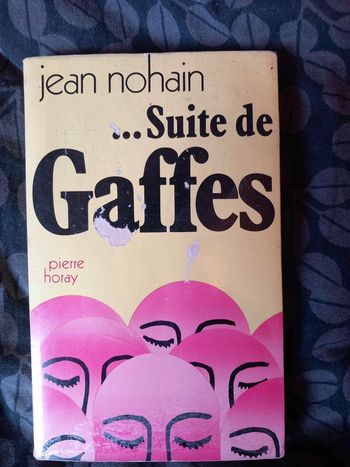 jean nohain
...Suite de
Gaffes
pierre
horay